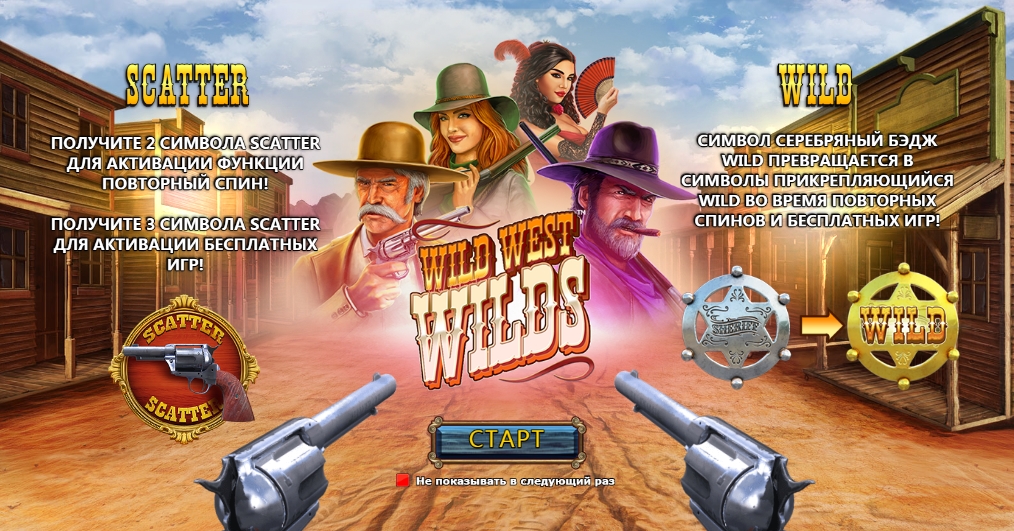 SCATTER
ПОЛУЧИТЕ 2 СИМВОЛА SCATTER
ДЛЯ АКТИВАЦИИ ФУНКЦИИ
ПОВТОРНЫЙ СПИН!
ПОЛУЧИТЕ 3 СИМВОЛА SCATTER
ДЛЯ АКТИВАЦИИ БЕСПЛАТНЫХ
ИГР!
SCATTER
SCATTER
WILD WEST
WILDS
TM
WILD
СИМВОЛ СЕРЕБРЯНЫЙ БЭДЖ
WILD ПРЕВРАЩАЕТСЯ В
СИМВОЛЫ ПРИКРЕПЛЯЮЩИЙСЯ
WILD ВО ВРЕМЯ ПОВТОРНЫХ
СПИНОВ И БЕСПЛАТНЫХ ИГР!
SHERIFF
WILD
СТАРТ
Не показывать в следующий раз